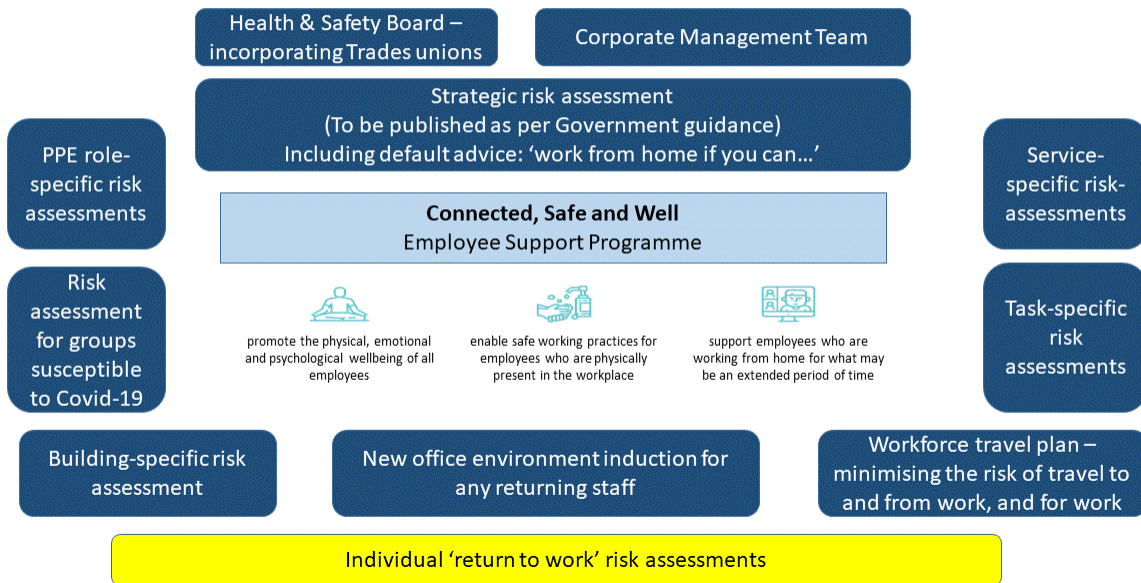 Health & Safety Board –
incorporating Trades unions
Corporate Management Team
Strategic risk assessment
(To be published as per Government guidance)
Including default advice: ‘work from home if you can…’
PPE role-
specific risk
assessments
Service-
specific risk-
assessments
Connected, Safe and Well
Employee Support Programme
Risk
assessment
for groups
susceptible
to Covid-19
promote the physical, emotional
and psychological wellbeing of all
employees
enable safe working practices for
employees who are physically
present in the workplace
support employees who are
working from home for what may
be an extended period of time
Task-specific
risk
assessments
Building-specific risk
assessment
New office environment induction for
any returning staff
Workforce travel plan –
minimising the risk of travel to
and from work, and for work
Individual ‘return to work’ risk assessments